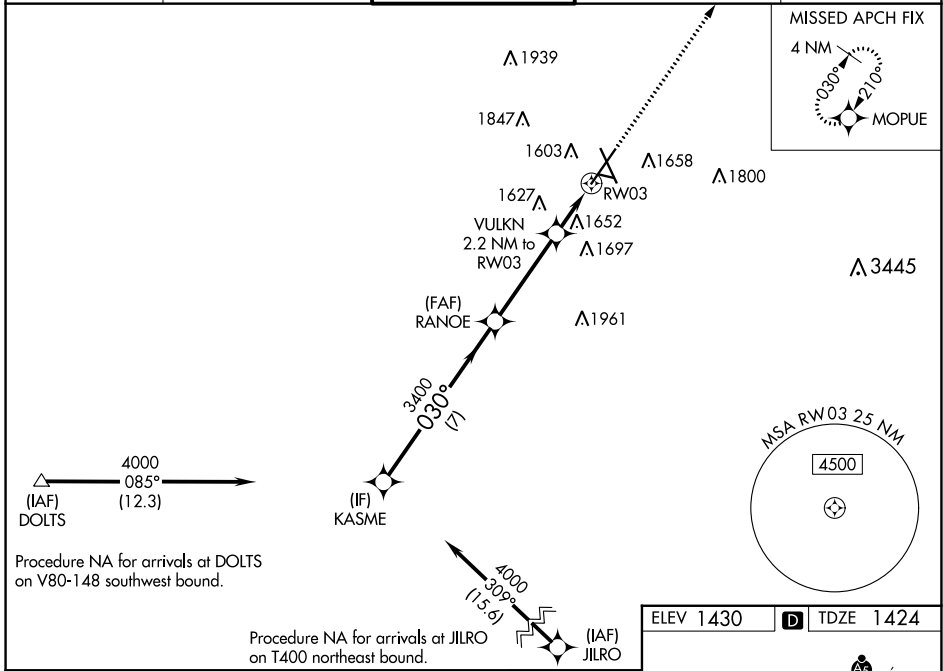 MISSED APCH FIX
4 NM
030°
210°
MOPUE
1939
1847
1603
1658
1800
RW03
1627
VULKN
2.2 NM to
RW03
1652
1697
3445
(FAF)
RANOE
1961
3400
030°
(7)
MSA RW03 25 NM
4500
4000
085°
(12.3)
(IAF)
DOLTS
(IF)
KASME
Procedure NA for arrivals at DOLTS
on V80-148 southwest bound.
4000
309°
(15.6)
(IAF)
JILRO
Procedure NA for arrivals at JILRO
on T400 northeast bound.
ELEV 1430 D TDZE 1424
A5